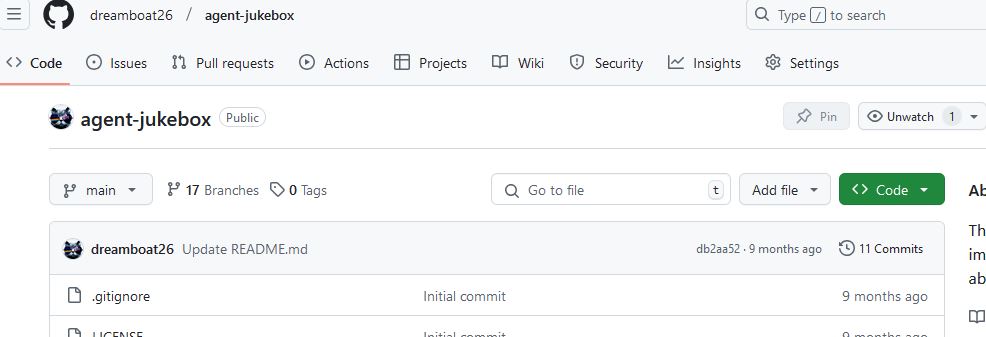 dreamboat26 / agent-jukebox
Type / to search
Code Issues Pull requests Actions Projects Wiki Security Insights Settings
agent-jukebox Public
Pin Unwatch 1
main 17 Branches 0 Tags Go to file t Add file Code
Ab
dreamboat26 Update README.md db2aa52 · 9 months ago 11 Commits
Th
im
ab
.gitignore Initial commit 9 months ago
LICENSE Initial commit 9 months ago